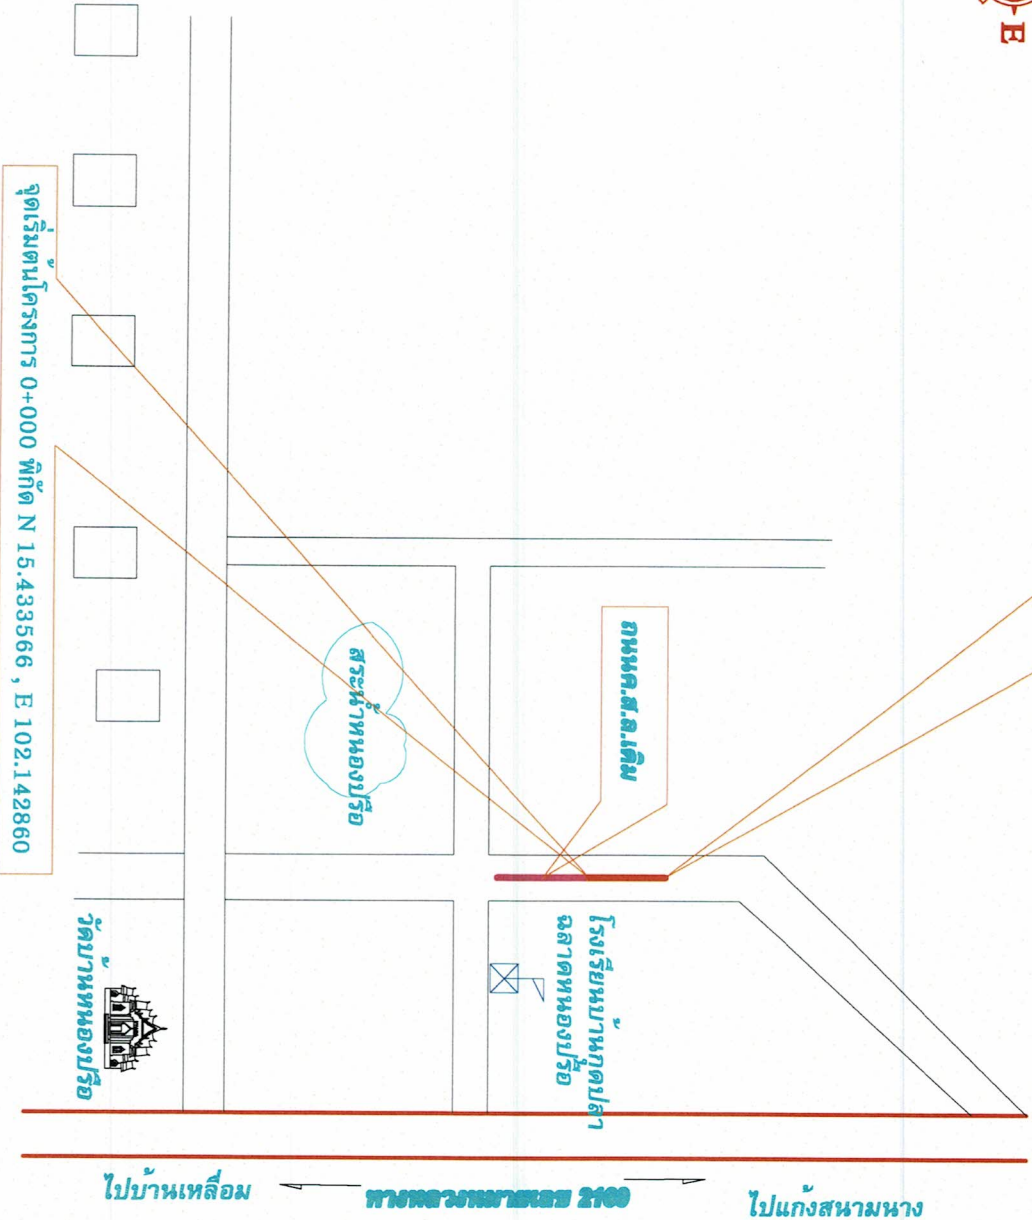 E
จุดเริ่มต้นโครงการ 0+000 พิกัด N 15.433566 , E 102.142860
ถนนค.ส.ล.เดิม
สระน้ำหนองปรือ
โรงเรียนบ้านกุดปลา
ฉลาดหนองปรือ
วัดบ้านหนองปรือ
ไปบ้านเหลื่อม
ทางหลวงหมายเลข 2160
ไปแก้งสนามนาง